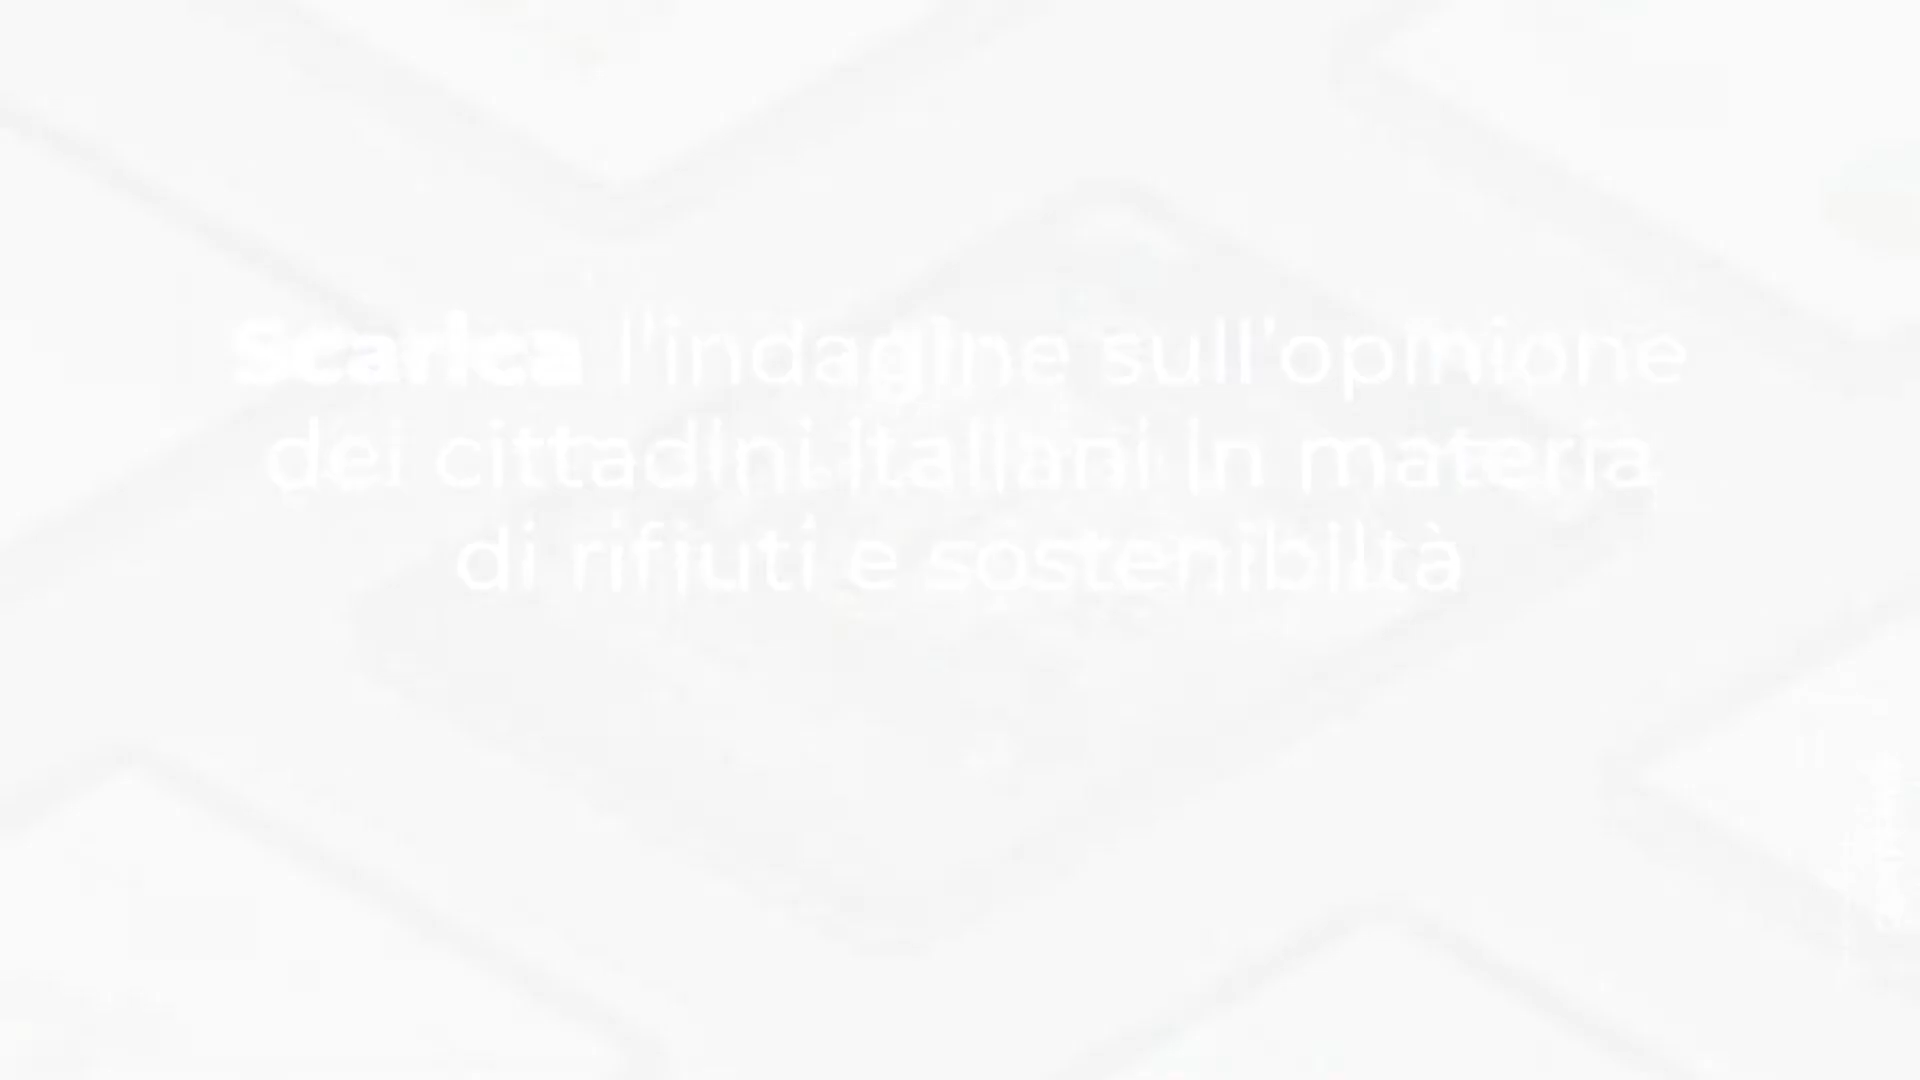 Scarica l'indagine sull'opinione
dei cittadini italiani in materia
di rifiuti e sostenibilità